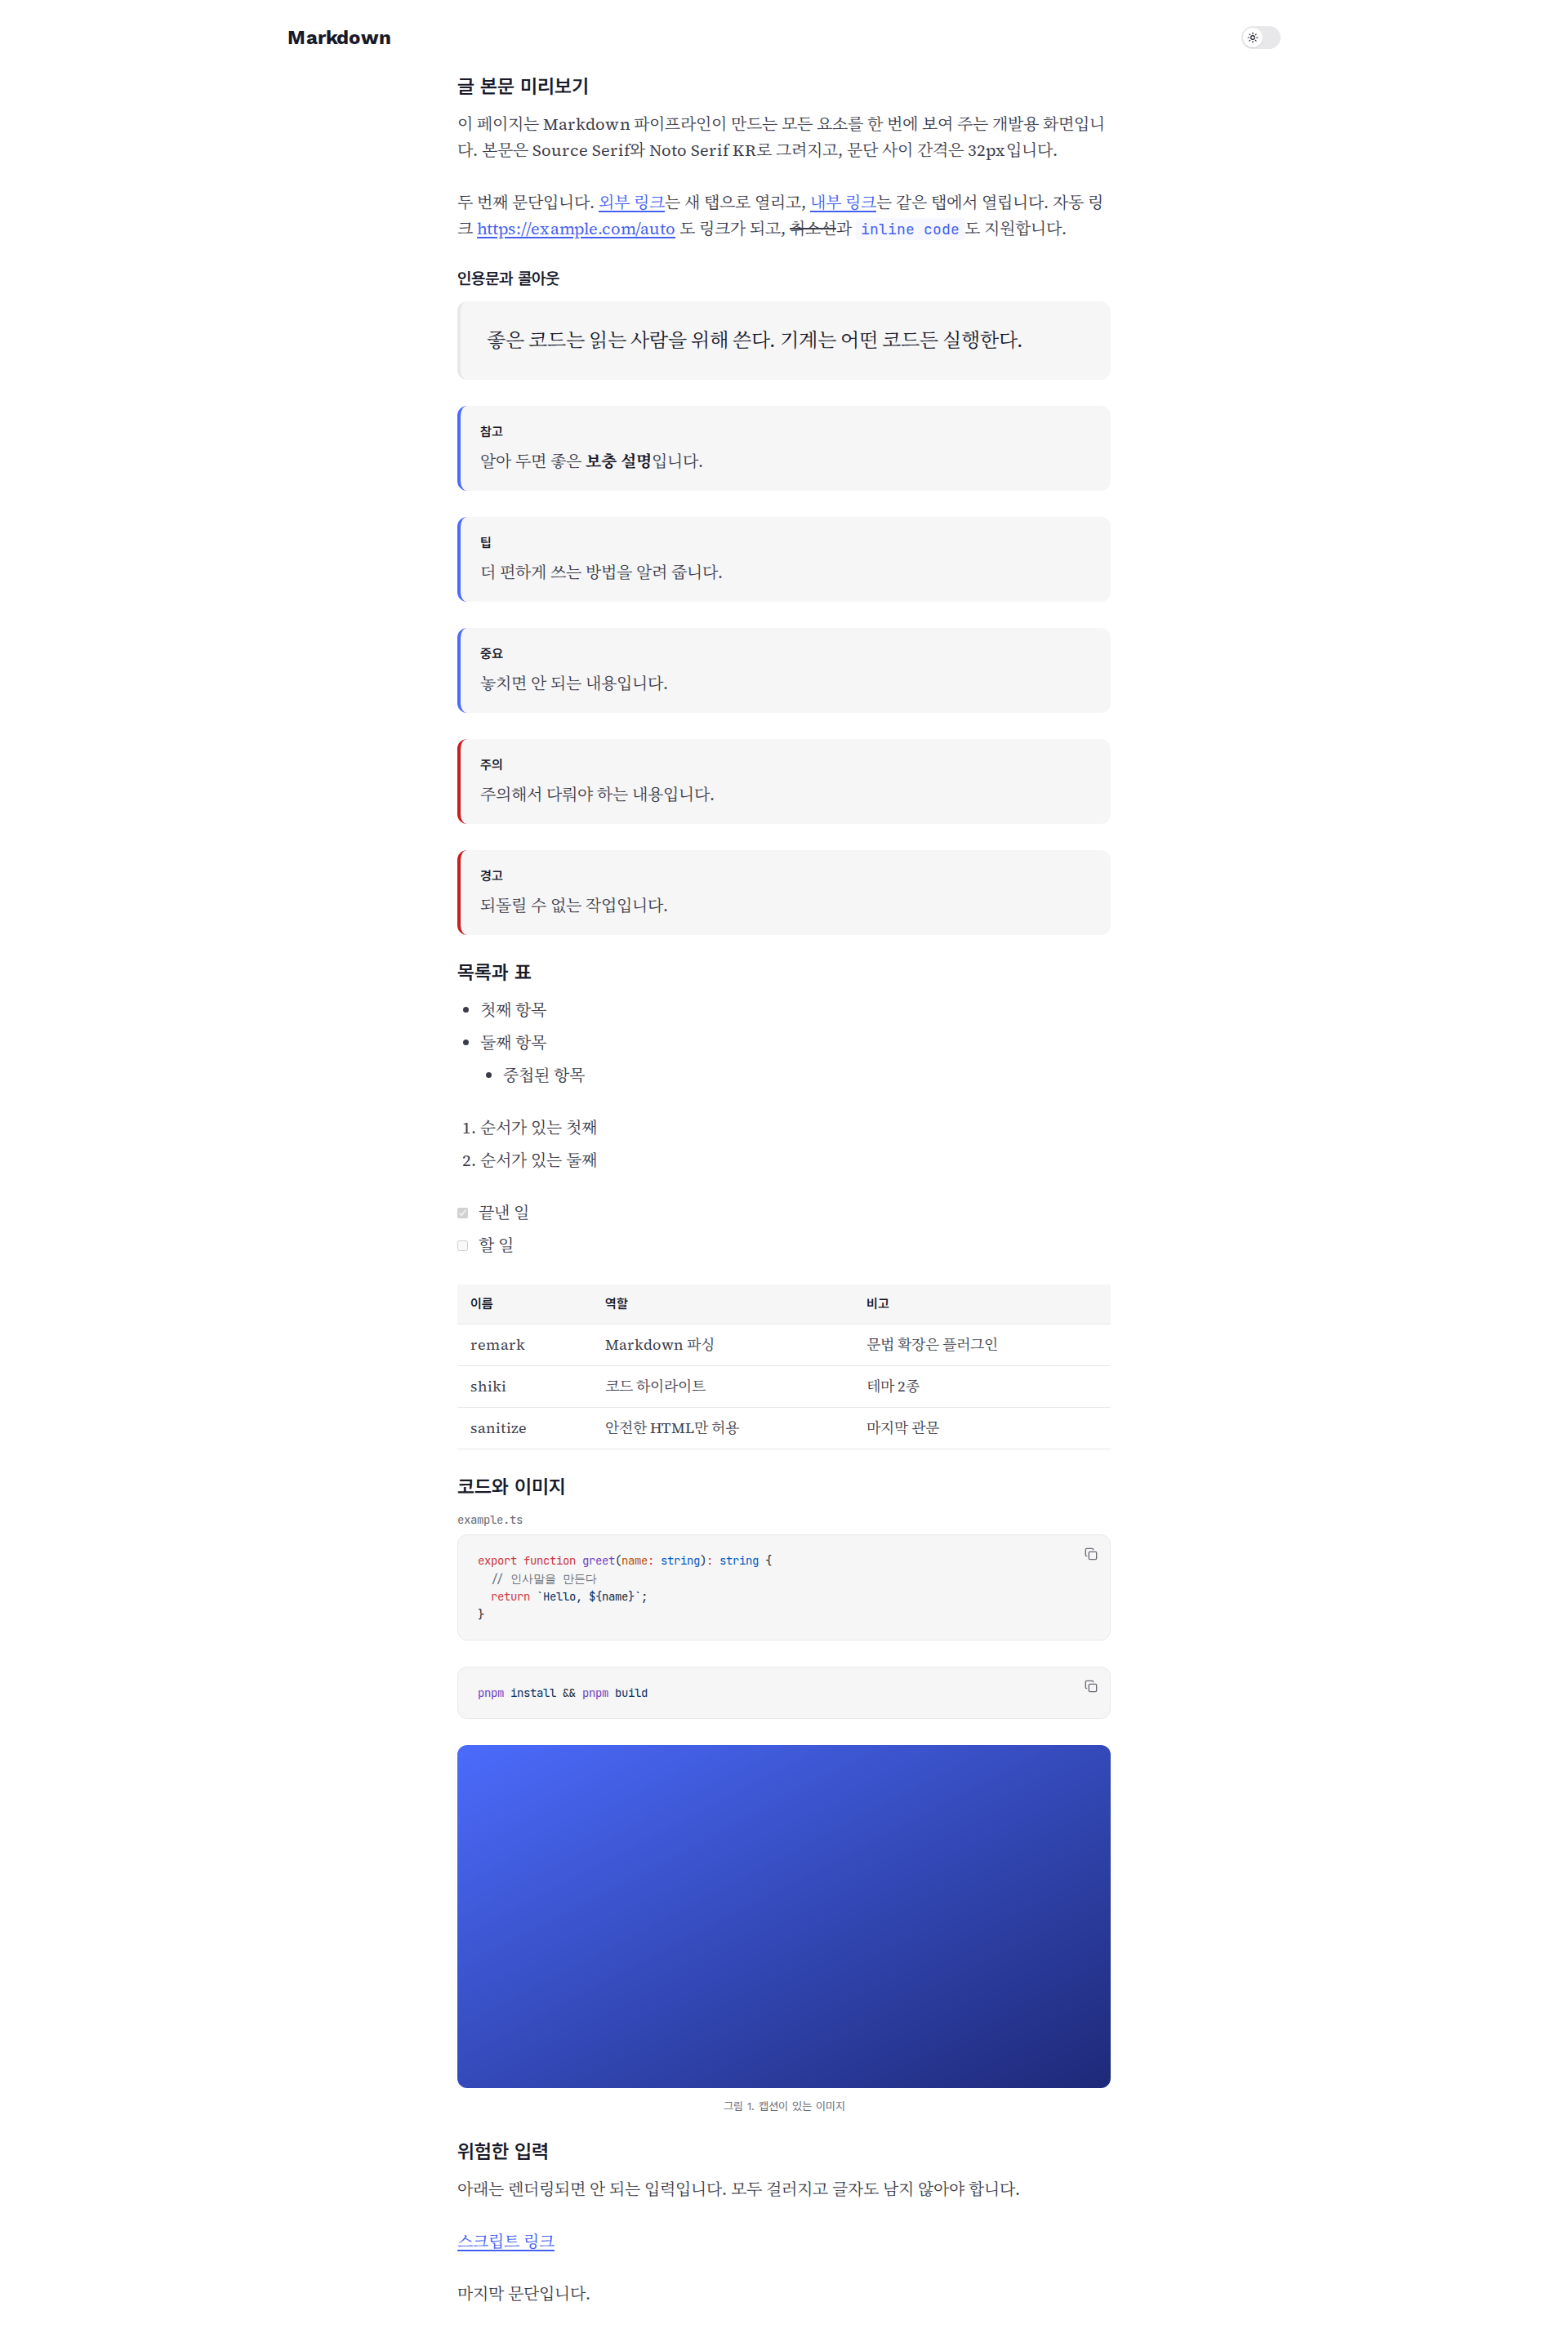 Markdown
글 본문 미리보기
이 페이지는 Markdown 파이프라인이 만드는 모든 요소를 한 번에 보여 주는 개발용 화면입니
다. 본문은 Source Serif와 Noto Serif KR로 그려지고, 문단 사이 간격은 32px입니다.
두 번째 문단입니다. 외부 링크는 새 탭으로 열리고, 내부 링크는 같은 탭에서 열립니다. 자동 링
크 https://example.com/auto 도 링크가 되고, 취소선과 inline code도 지원합니다.
인용문과 콜아웃
좋은 코드는 읽는 사람을 위해 쓴다. 기계는 어떤 코드든 실행한다.
참고
알아 두면 좋은 보충 설명입니다.
팁
더 편하게 쓰는 방법을 알려 줍니다.
중요
놓치면 안 되는 내용입니다.
주의
주의해서 다뤄야 하는 내용입니다.
경고
되돌릴 수 없는 작업입니다.
목록과 표
• 첫째 항목
• 둘째 항목
• 중첩된 항목
1. 순서가 있는 첫째
2. 순서가 있는 둘째
끝낸 일
할 일
이름 역할 비고
remark Markdown 파싱 문법 확장은 플러그인
shiki 코드 하이라이트 테마 2종
sanitize 안전한 HTML만 허용 마지막 관문
코드와 이미지
example.ts
export function greet(name: string): string {
  // 인사말을 만든다
  return `Hello, ${name}`;
}
pnpm install && pnpm build
그림 1. 캡션이 있는 이미지
위험한 입력
아래는 렌더링되면 안 되는 입력입니다. 모두 걸러지고 글자도 남지 않아야 합니다.
스크립트 링크
마지막 문단입니다.